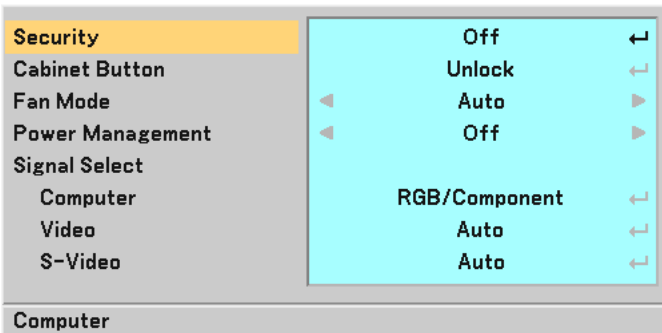 Security Off
Cabinet Button Unlock
Fan Mode Auto
Power Management Off
Signal Select
Computer RGB/Component
Video Auto
S-Video Auto
Computer